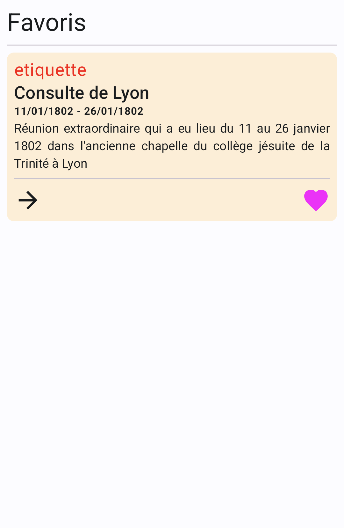 Favoris
etiquette
Consulte de Lyon
11/01/1802 - 26/01/1802
Réunion extraordinaire qui a eu lieu du 11 au 26 janvier
1802 dans l'ancienne chapelle du collège jésuite de la
Trinité à Lyon